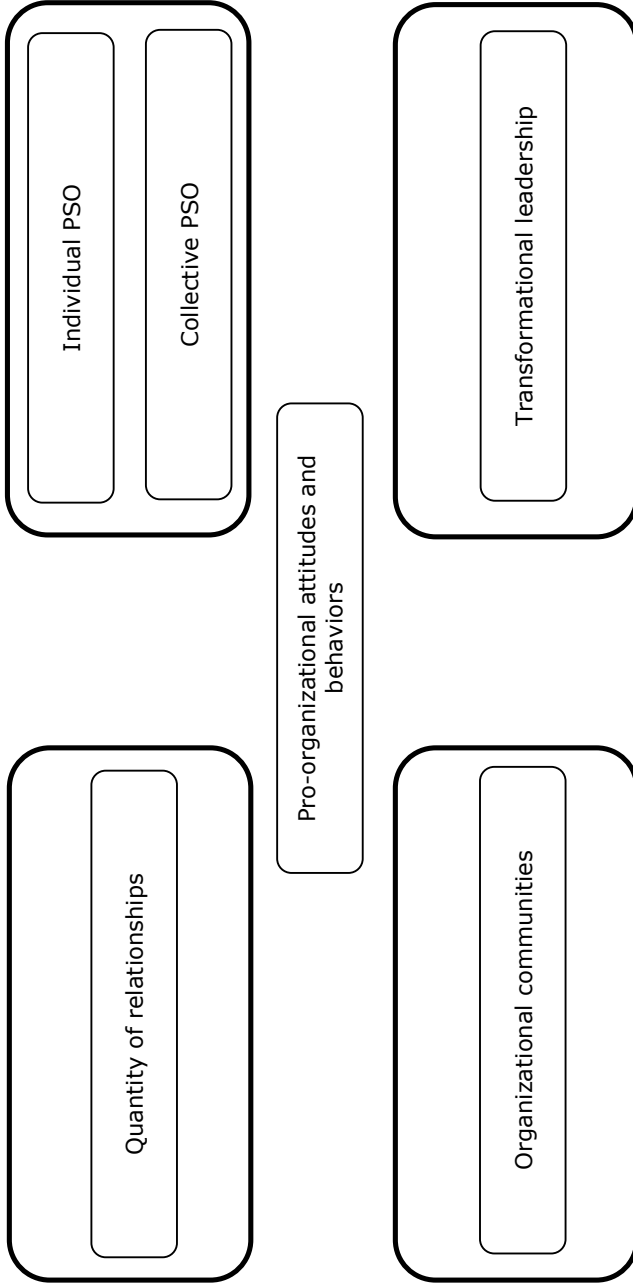 Quantity of relationships
Individual PSO
Collective PSO
Pro-organizational attitudes and
behaviors
Organizational communities
Transformational leadership